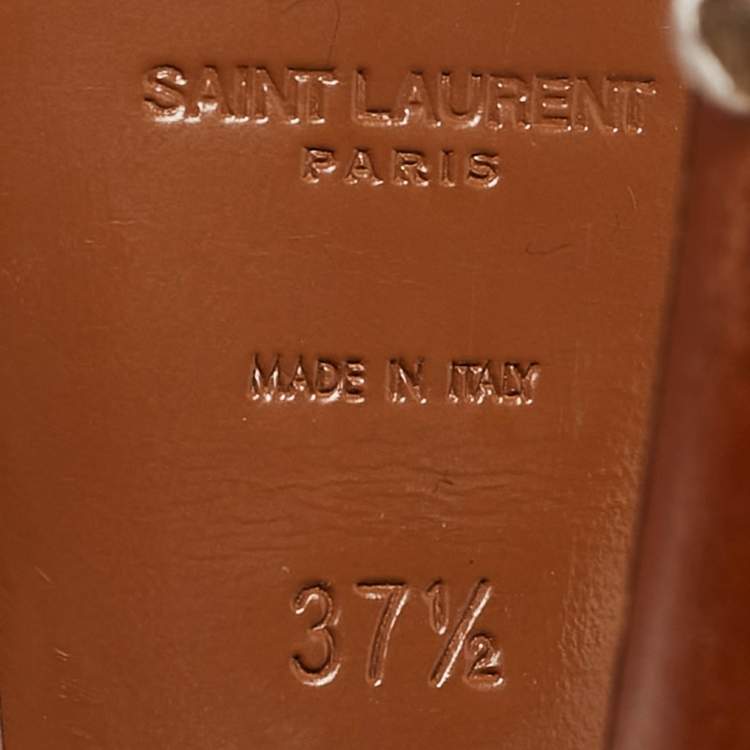 SAINT LAURENT
PARIS
MADE IN ITALY
37½